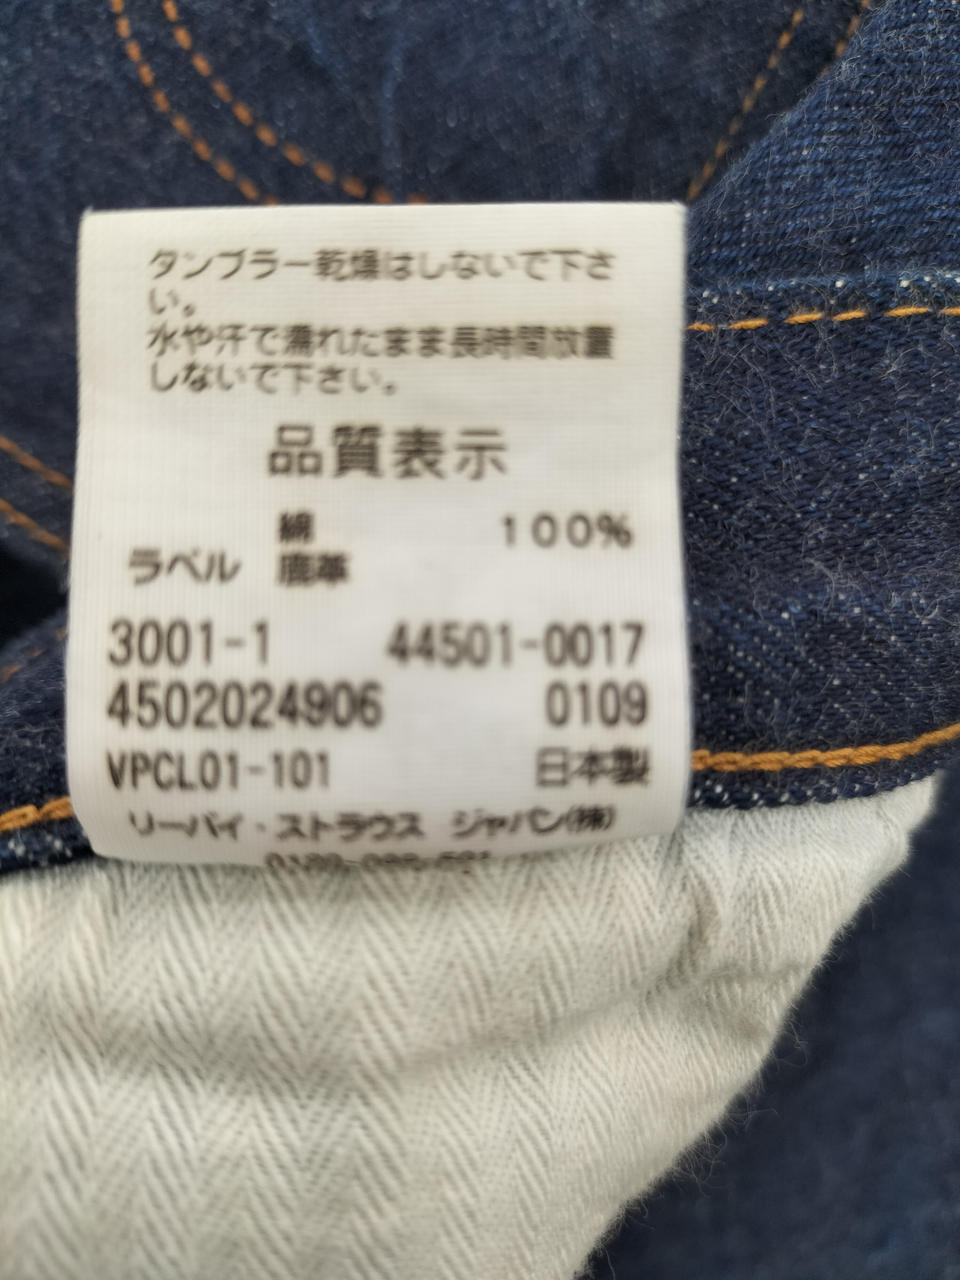 タンブラー乾燥はしないで下さ
い。
水や汗で濡れたまま長時間放置
しないで下さい。
品質表示
綿 100%
ラベル 鹿革
3001-1 44501-0017
4502024906 0109
VPCL01-101 日本製
リーバイ・ストラウス ジャパン(株)